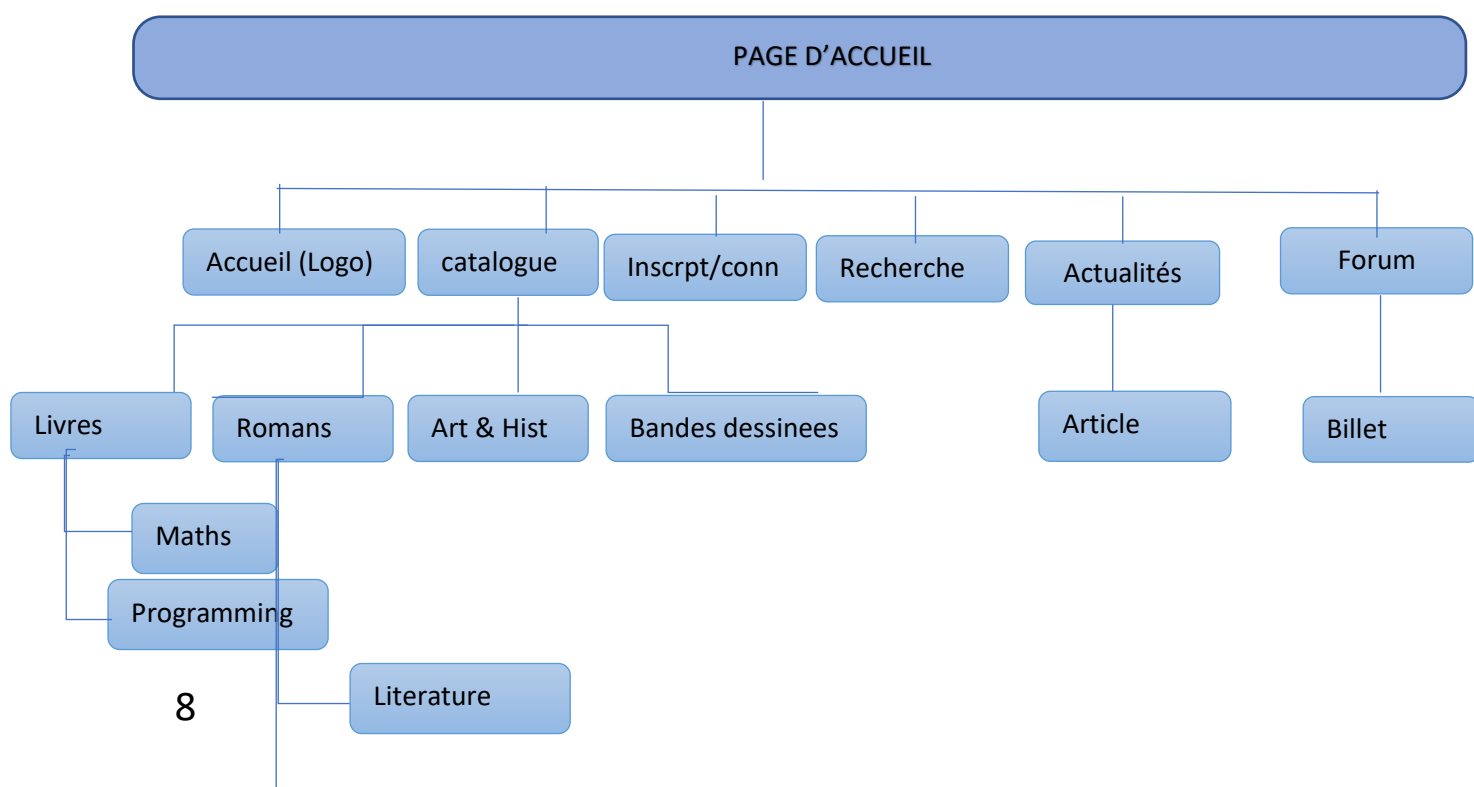 PAGE D’ACCUEIL
Accueil (Logo)
catalogue
Inscrpt/conn
Recherche
Actualités
Forum
Livres
Romans
Art & Hist
Bandes dessinees
Article
Billet
Maths
Programming
Literature
8